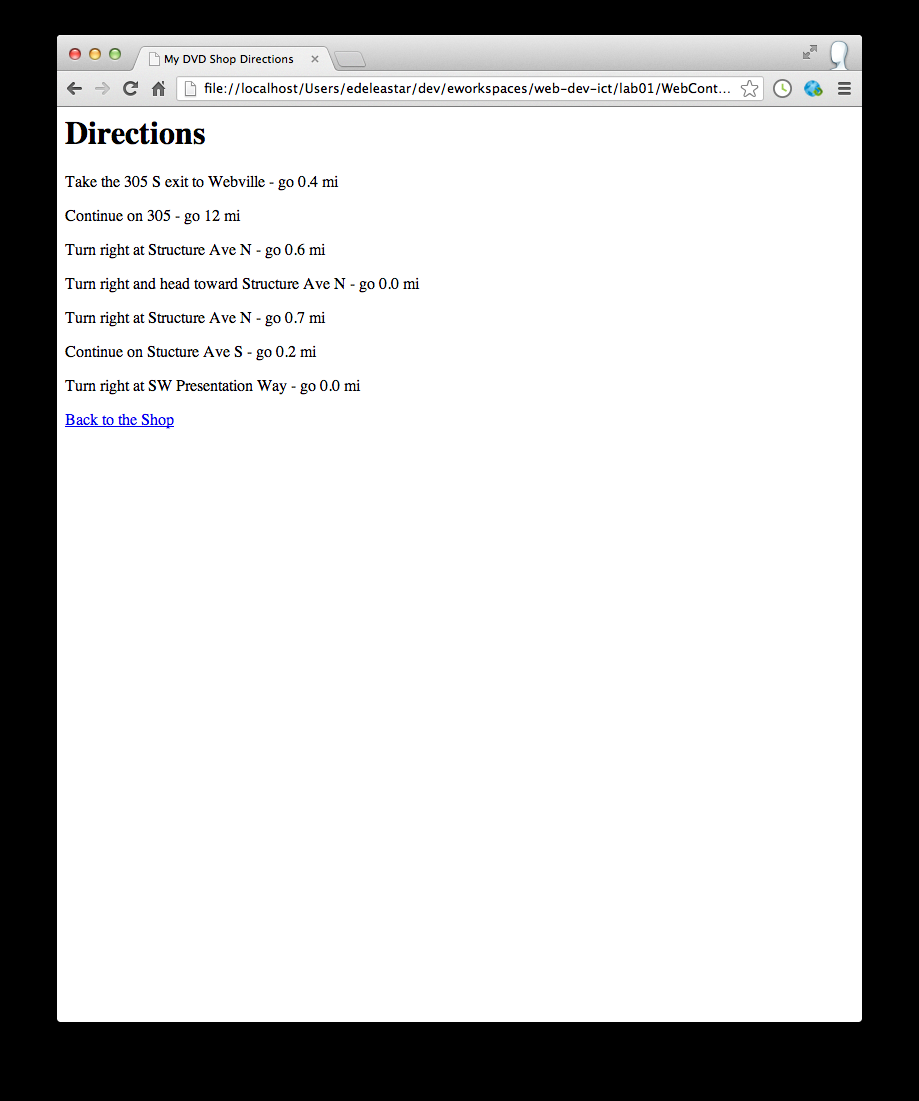 My DVD Shop Directions
file://localhost/Users/edeleastar/dev/eworkspaces/web-dev-ict/lab01/WebCont...
Directions
Take the 305 S exit to Webville - go 0.4 mi
Continue on 305 - go 12 mi
Turn right at Structure Ave N - go 0.6 mi
Turn right and head toward Structure Ave N - go 0.0 mi
Turn right at Structure Ave N - go 0.7 mi
Continue on Stucture Ave S - go 0.2 mi
Turn right at SW Presentation Way - go 0.0 mi
Back to the Shop